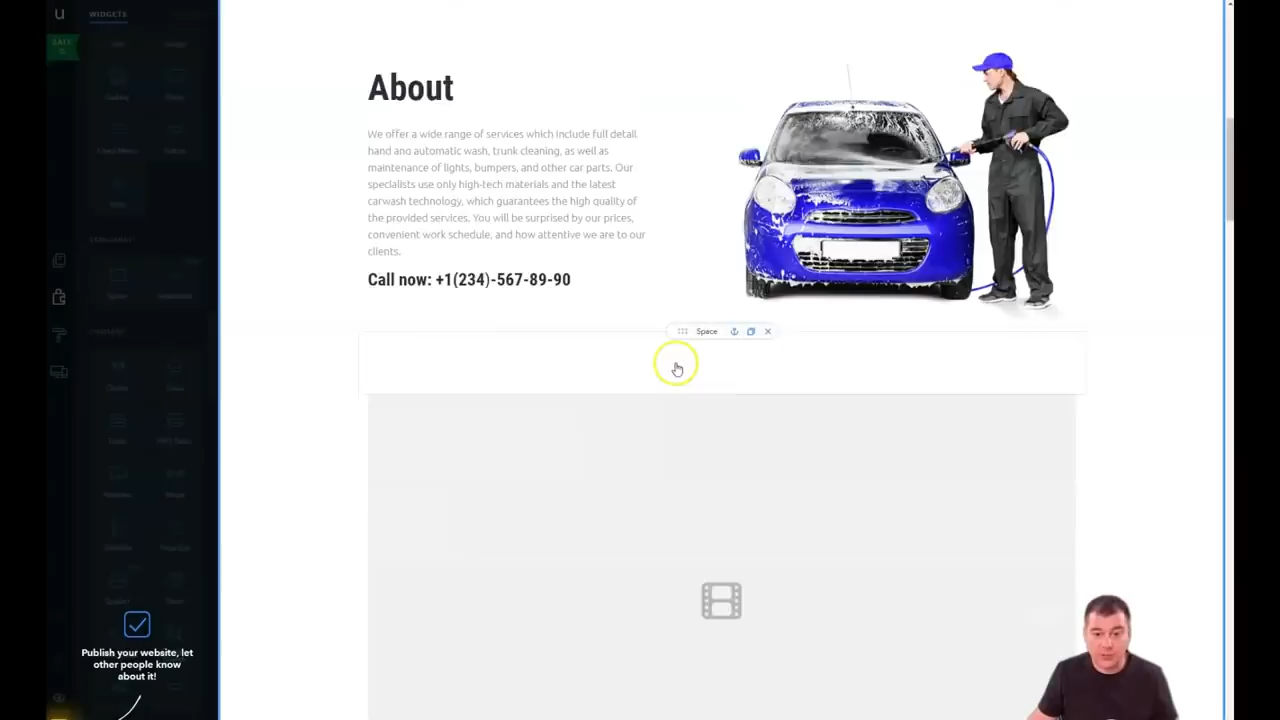 u
WIDGETS
SALE
About
We offer a wide range of services which include full detail
hand and automatic wash, trunk cleaning, as well as
maintenance of lights, bumpers, and other car parts. Our
specialists use only high-tech materials and the latest
carwash technology, which guarantees the high quality of
the provided services. You will be surprised by our prices,
convenient work schedule, and how attentive we are to our
clients.
Call now: +1(234)-567-89-90
Space
Publish your website, let
other people know
about it!